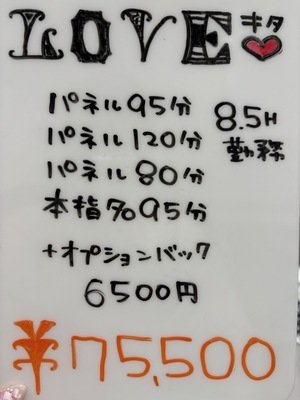 LOVE キタ
パネル95分
パネル120分
パネル80分
本指名95分
8.5H
勤務
+オプションバック
6500円
¥75,500